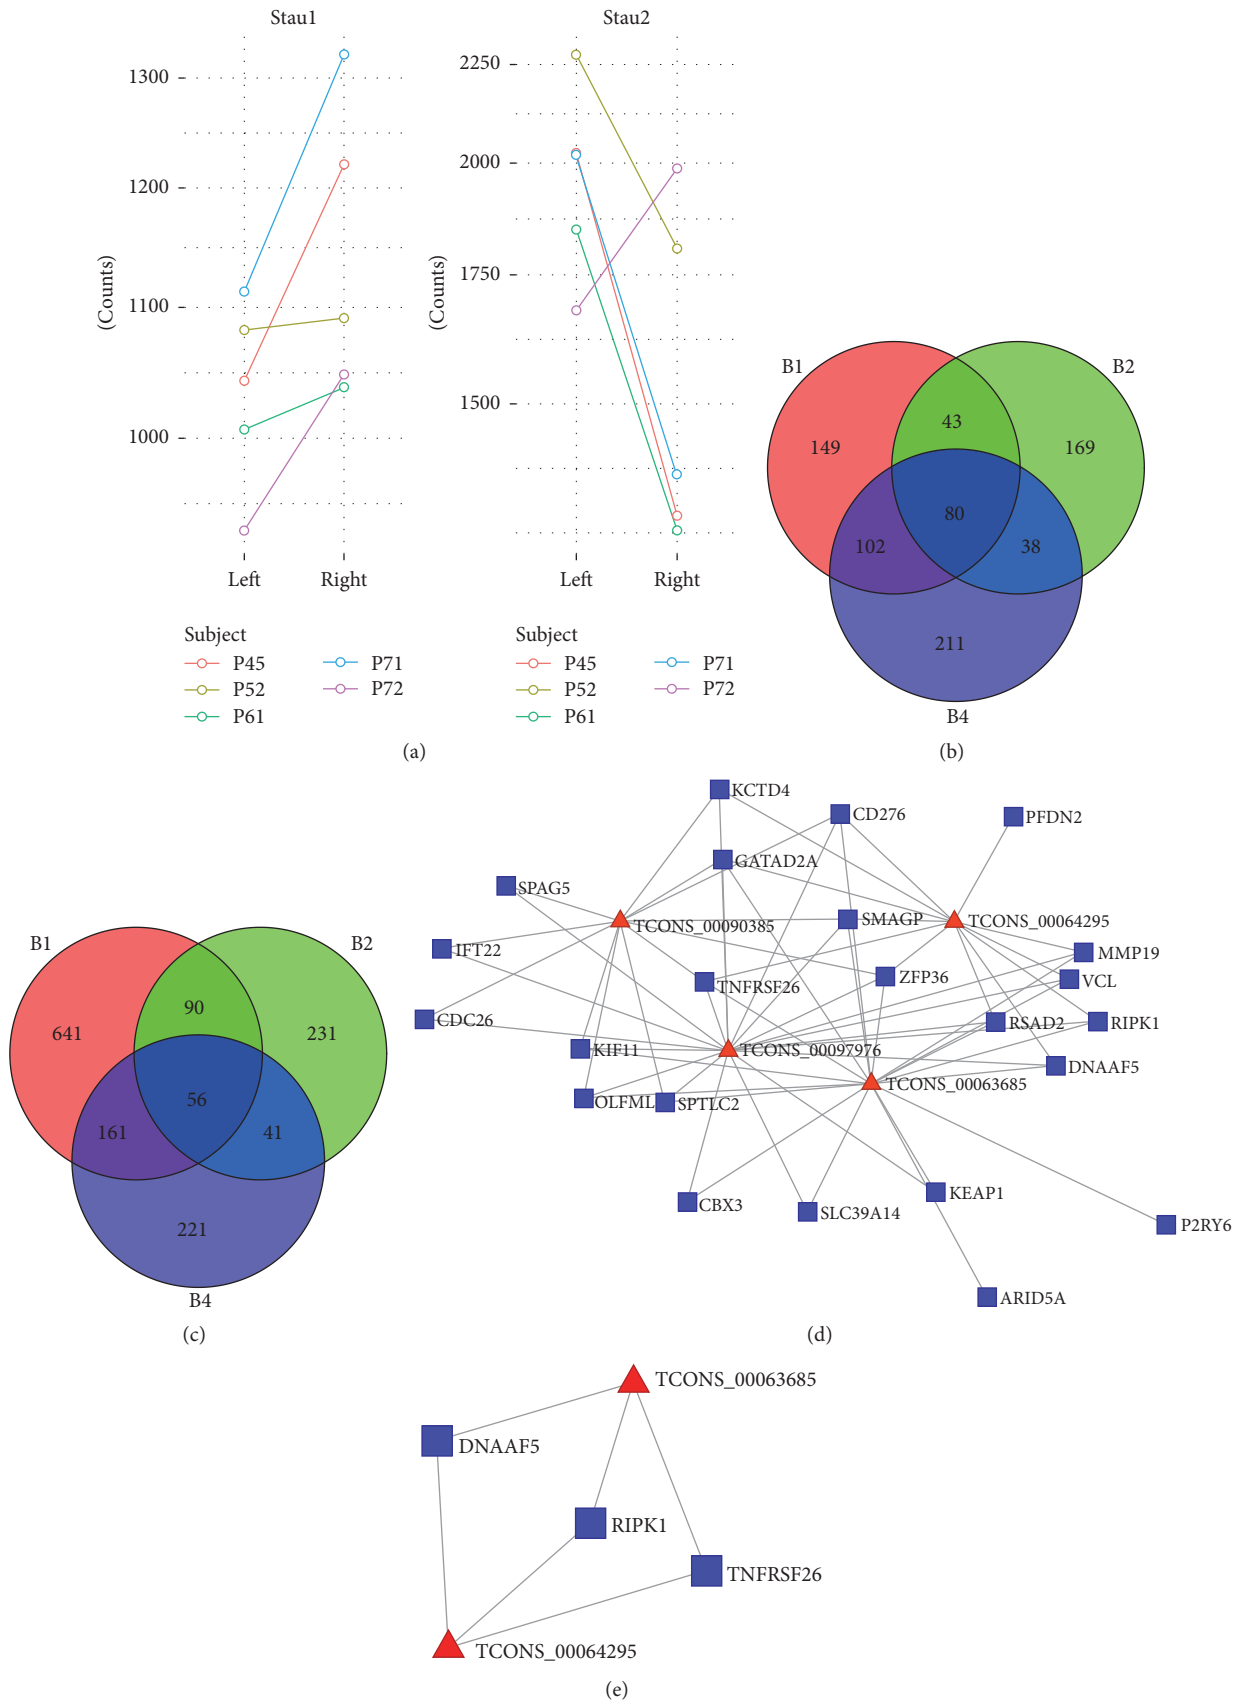 Stau1
1300
1200
1100
1000
(Counts)
Left
Right
Subject
P45
P52
P61
P71
P72
Stau2
2250
2000
1750
1500
(Counts)
Left
Right
Subject
P45
P52
P61
P71
P72
(a)
B1
B2
43
149
169
80
102
38
211
B4
(b)
B1
B2
90
641
231
56
161
41
221
B4
(c)
KCTD4
CD276
PFDN2
GATAD2A
SPAG5
SMAGP
TCONS_00064295
TCONS_00090385
IFT22
MMP19
ZFP36
VCL
TNFRSF26
CDC26
RSAD2
RIPK1
KIF11
TCONS_00097976
DNAAF5
TCONS_00063685
OLFML
SPTLC2
KEAP1
CBX3
SLC39A14
P2RY6
ARID5A
(d)
TCONS_00063685
DNAAF5
RIPK1
TNFRSF26
TCONS_00064295
(e)